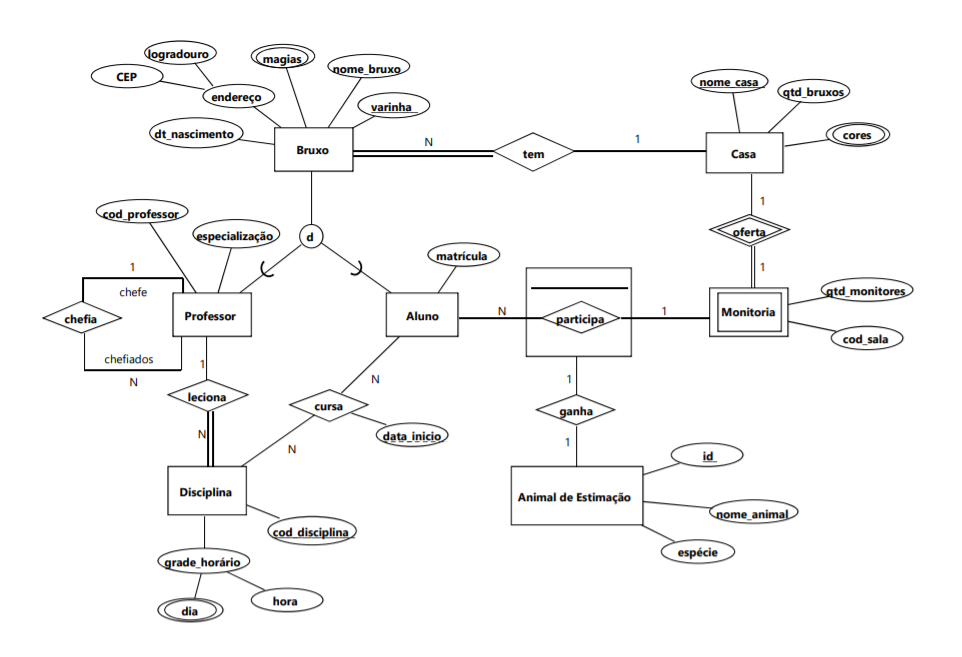 logradouro
magias
CEP
nome_bruxo
endereço
varinha
dt_nascimento
Bruxo
N
tem
1
nome_casa
qtd_bruxos
cores
Casa
1
cod_professor
especialização
d
matrícula
oferta
1
chefe
chefia
Professor
Aluno
N
participa
1
1
Monitoria
qtd_monitores
cod_sala
chefiados
N
1
leciona
N
cursa
N
data_inicio
N
1
ganha
1
Disciplina
cod_disciplina
Animal de Estimação
id
nome_animal
espécie
grade_horário
dia
hora